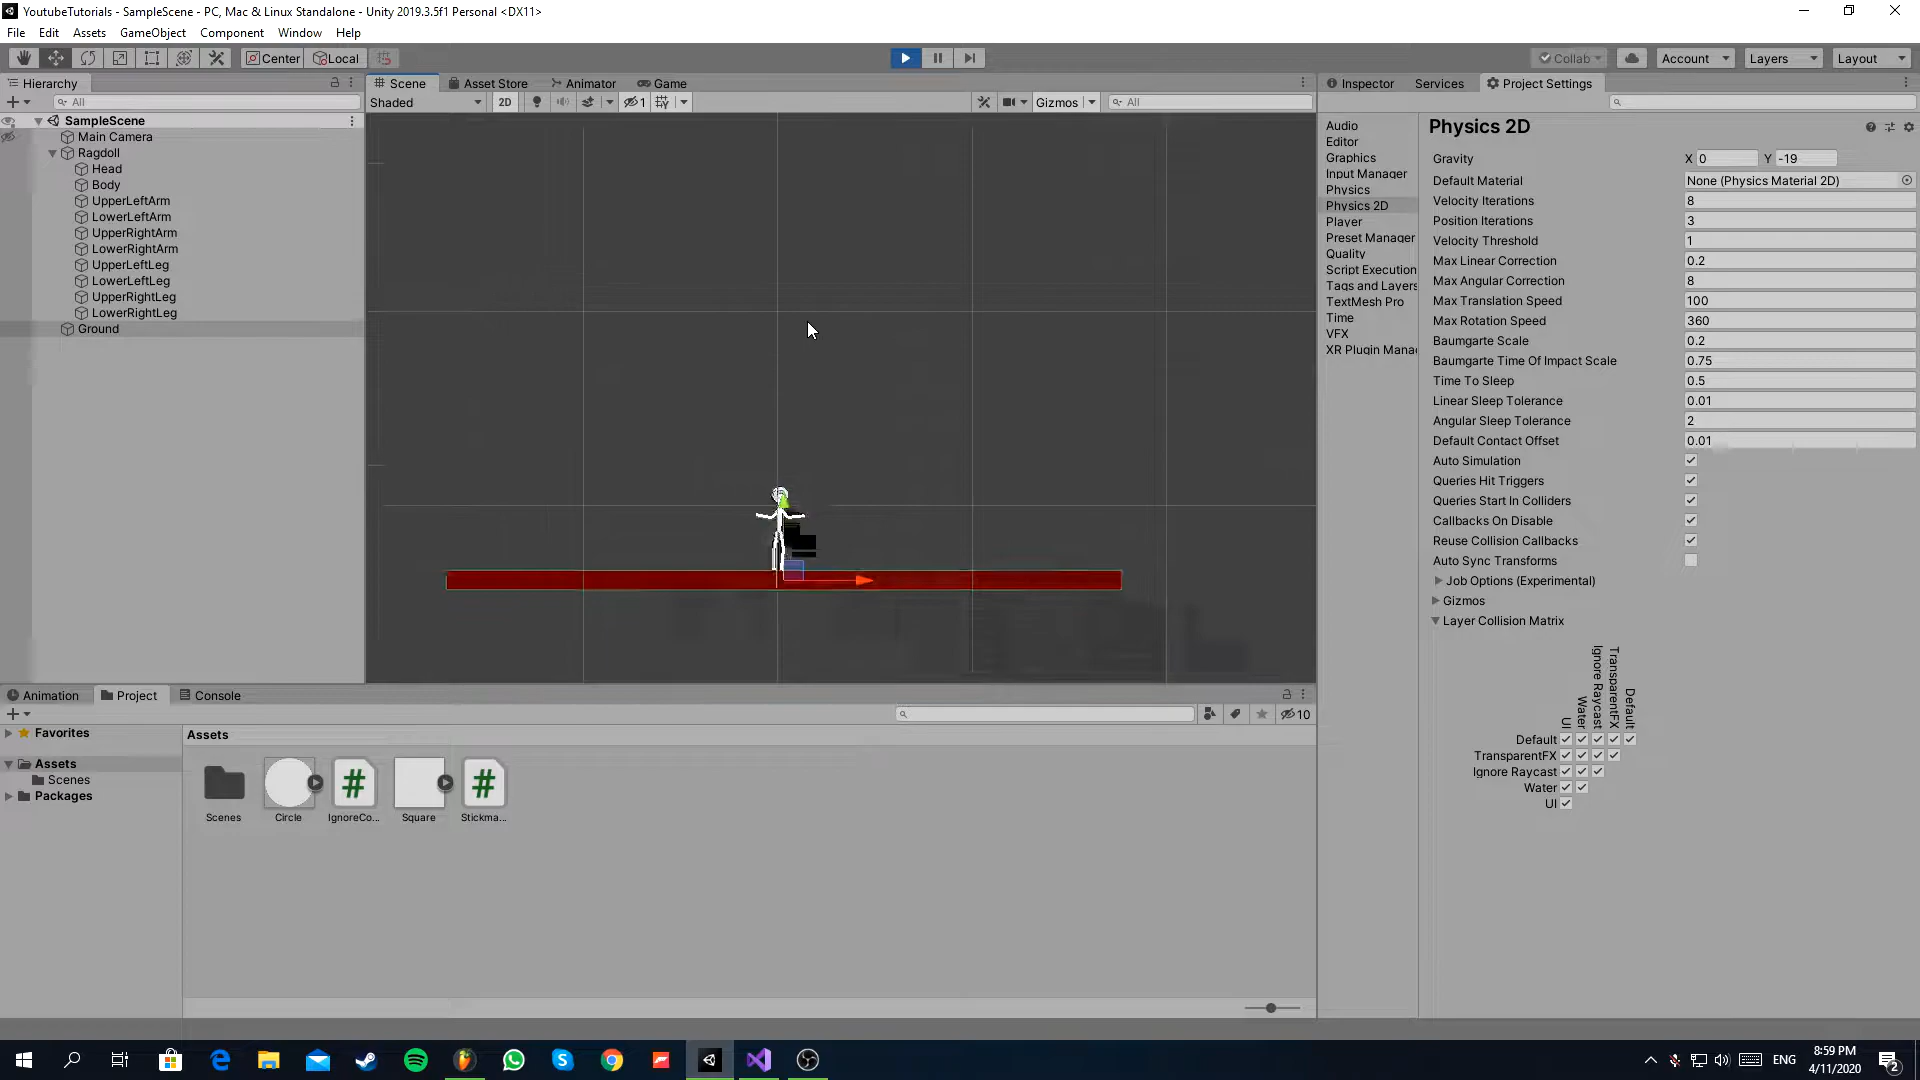 YoutubeTutorials - SampleScene - PC, Mac & Linux Standalone - Unity 2019.3.5f1 Personal <DX11>
File Edit Assets GameObject Component Window Help
Center Local Collab Account Layers Layout
Hierarchy
All
SampleScene
Main Camera
Ragdoll
Head
Body
UpperLeftArm
LowerLeftArm
UpperRightArm
LowerRightArm
UpperLeftLeg
LowerLeftLeg
UpperRightLeg
LowerRightLeg
Ground
Scene Asset Store Animator Game
Shaded 2D 1 Gizmos All
Inspector Services Project Settings
Audio
Editor
Graphics
Input Manager
Physics
Physics 2D
Player
Preset Manager
Quality
Script Execution
Tags and Layers
TextMesh Pro
Time
VFX
XR Plugin Mana
Physics 2D
Gravity X 0 Y -19
Default Material None (Physics Material 2D)
Velocity Iterations 8
Position Iterations 3
Velocity Threshold 1
Max Linear Correction 0.2
Max Angular Correction 8
Max Translation Speed 100
Max Rotation Speed 360
Baumgarte Scale 0.2
Baumgarte Time Of Impact Scale 0.75
Time To Sleep 0.5
Linear Sleep Tolerance 0.01
Angular Sleep Tolerance 2
Default Contact Offset 0.01
Auto Simulation
Queries Hit Triggers
Queries Start In Colliders
Callbacks On Disable
Reuse Collision Callbacks
Auto Sync Transforms
Job Options (Experimental)
Gizmos
Layer Collision Matrix
UI
Water
Ignore Raycast
TransparentFX
Default
Default
TransparentFX
Ignore Raycast
Water
UI
Animation Project Console
10
Favorites
Assets
Scenes
Packages
Assets
Scenes Circle IgnoreCo... Square Stickma...
ENG
8:59 PM
4/11/2020
2